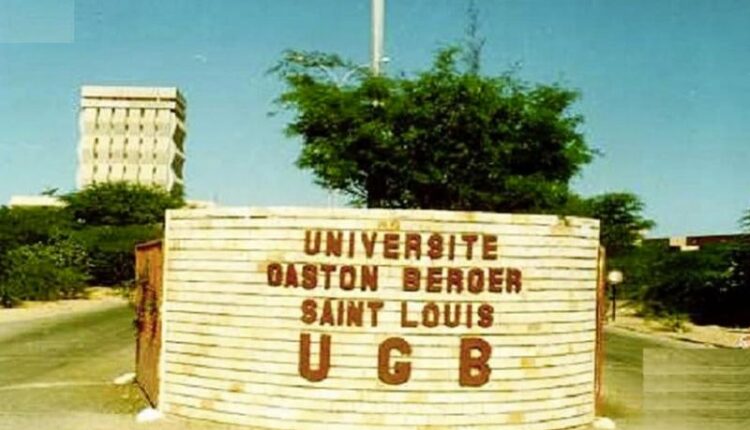 UNIVERSITE
GASTON BERGER
SAINT LOUIS
UGB